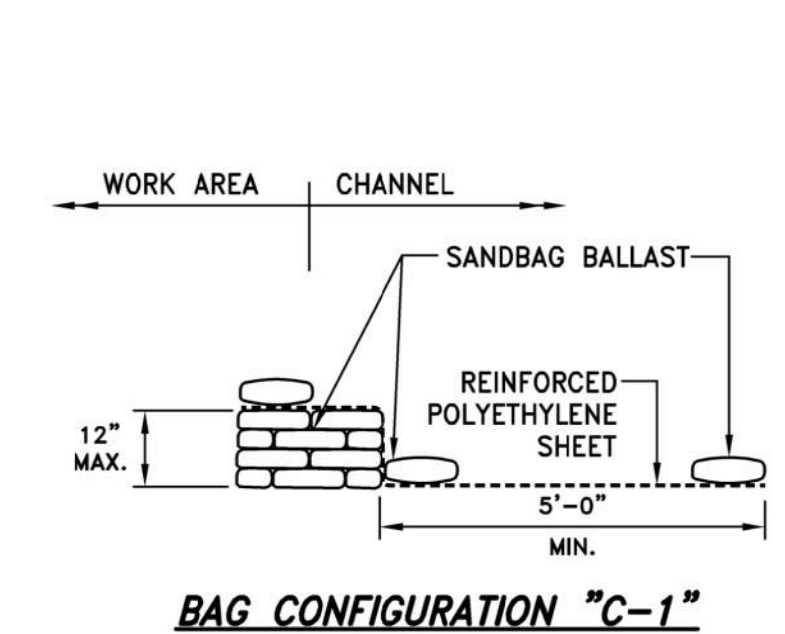 WORK AREA
CHANNEL
SANDBAG BALLAST
REINFORCED
POLYETHYLENE
SHEET
12”
MAX.
5’-0”
MIN.
BAG CONFIGURATION ”C-1”